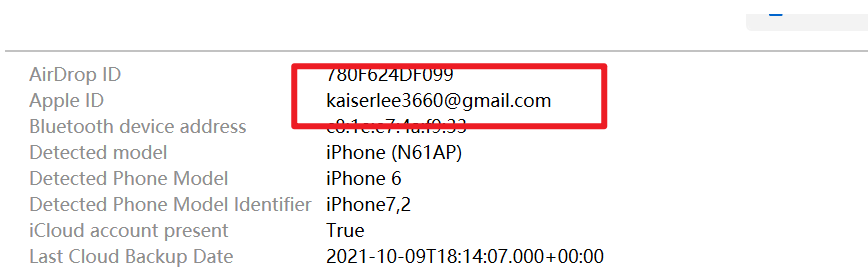 AirDrop ID 780F624DF099
Apple ID kaiserlee3660@gmail.com
Bluetooth device address c8:1e:e7:4a:f9:33
Detected model iPhone (N61AP)
Detected Phone Model iPhone 6
Detected Phone Model Identifier iPhone7,2
iCloud account present True
Last Cloud Backup Date 2021-10-09T18:14:07.000+00:00